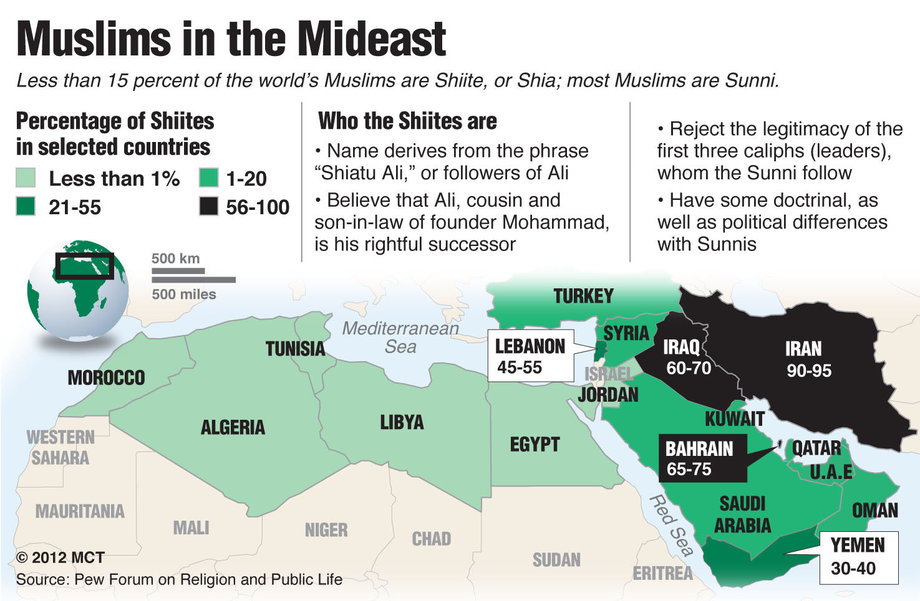 Muslims in the Mideast
Less than 15 percent of the world's Muslims are Shiite, or Shia; most Muslims are Sunni.
Percentage of Shiites
in selected countries
Less than 1%
1-20
21-55
56-100
Who the Shiites are
• Name derives from the phrase
“Shiatu Ali,” or followers of Ali
• Believe that Ali, cousin and
son-in-law of founder Mohammad,
is his rightful successor
• Reject the legitimacy of the
first three caliphs (leaders),
whom the Sunni follow
• Have some doctrinal, as
well as political differences
with Sunnis
500 km
500 miles
TURKEY
Mediterranean
Sea
SYRIA
LEBANON
45-55
IRAQ
60-70
IRAN
90-95
TUNISIA
MOROCCO
ISRAEL
JORDAN
ALGERIA
LIBYA
EGYPT
KUWAIT
BAHRAIN
65-75
QATAR
U.A.E
WESTERN
SAHARA
MAURITANIA
MALI
NIGER
CHAD
SUDAN
ERITREA
Red Sea
SAUDI
ARABIA
OMAN
YEMEN
30-40
© 2012 MCT
Source: Pew Forum on Religion and Public Life